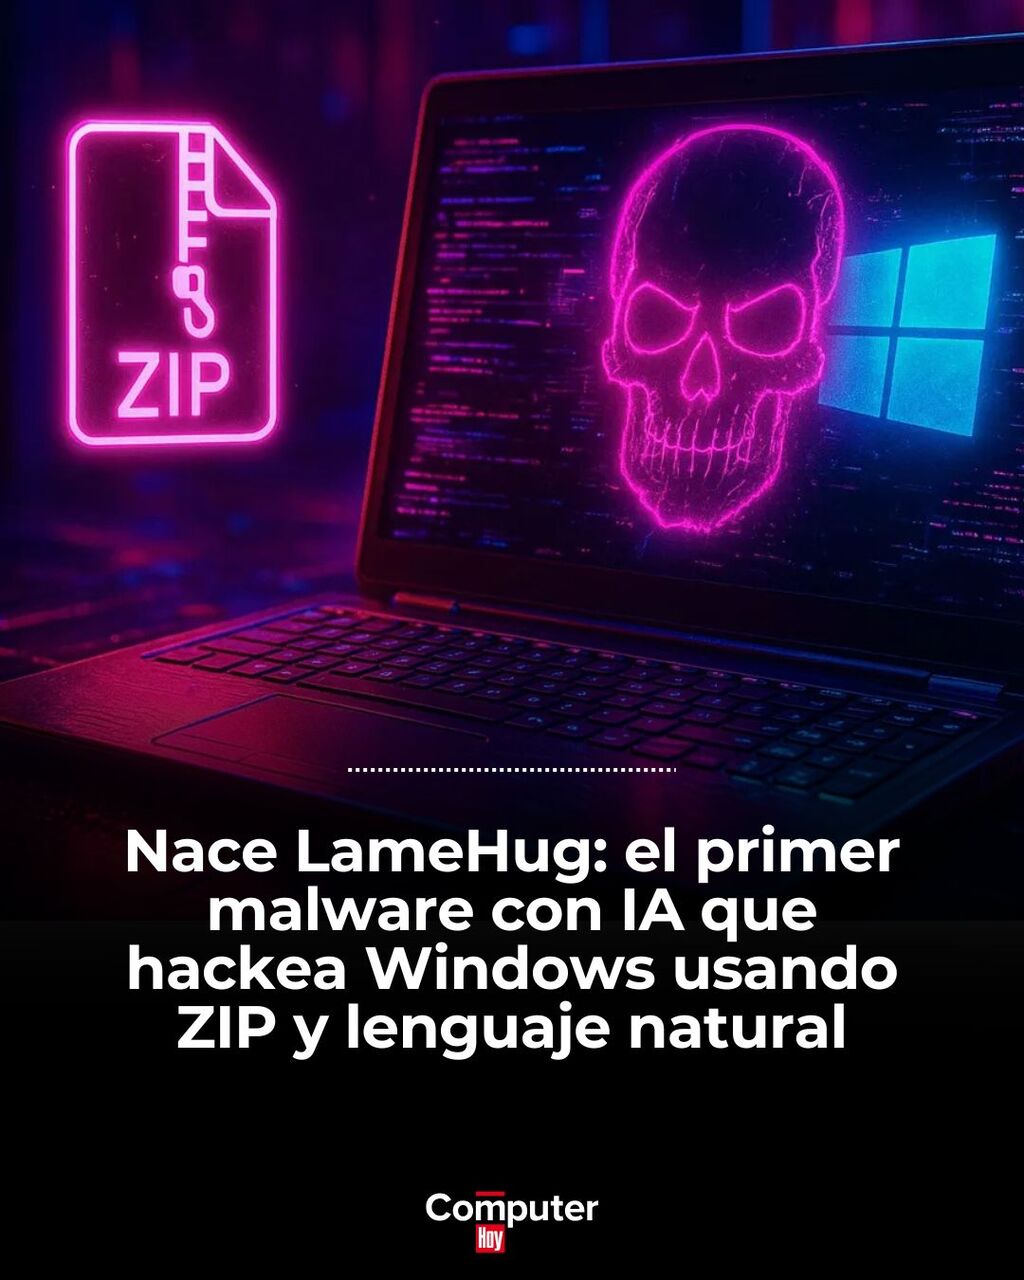 ZIP
Nace LameHug: el primer
malware con IA que
hackea Windows usando
ZIP y lenguaje natural
Computer
Hoy